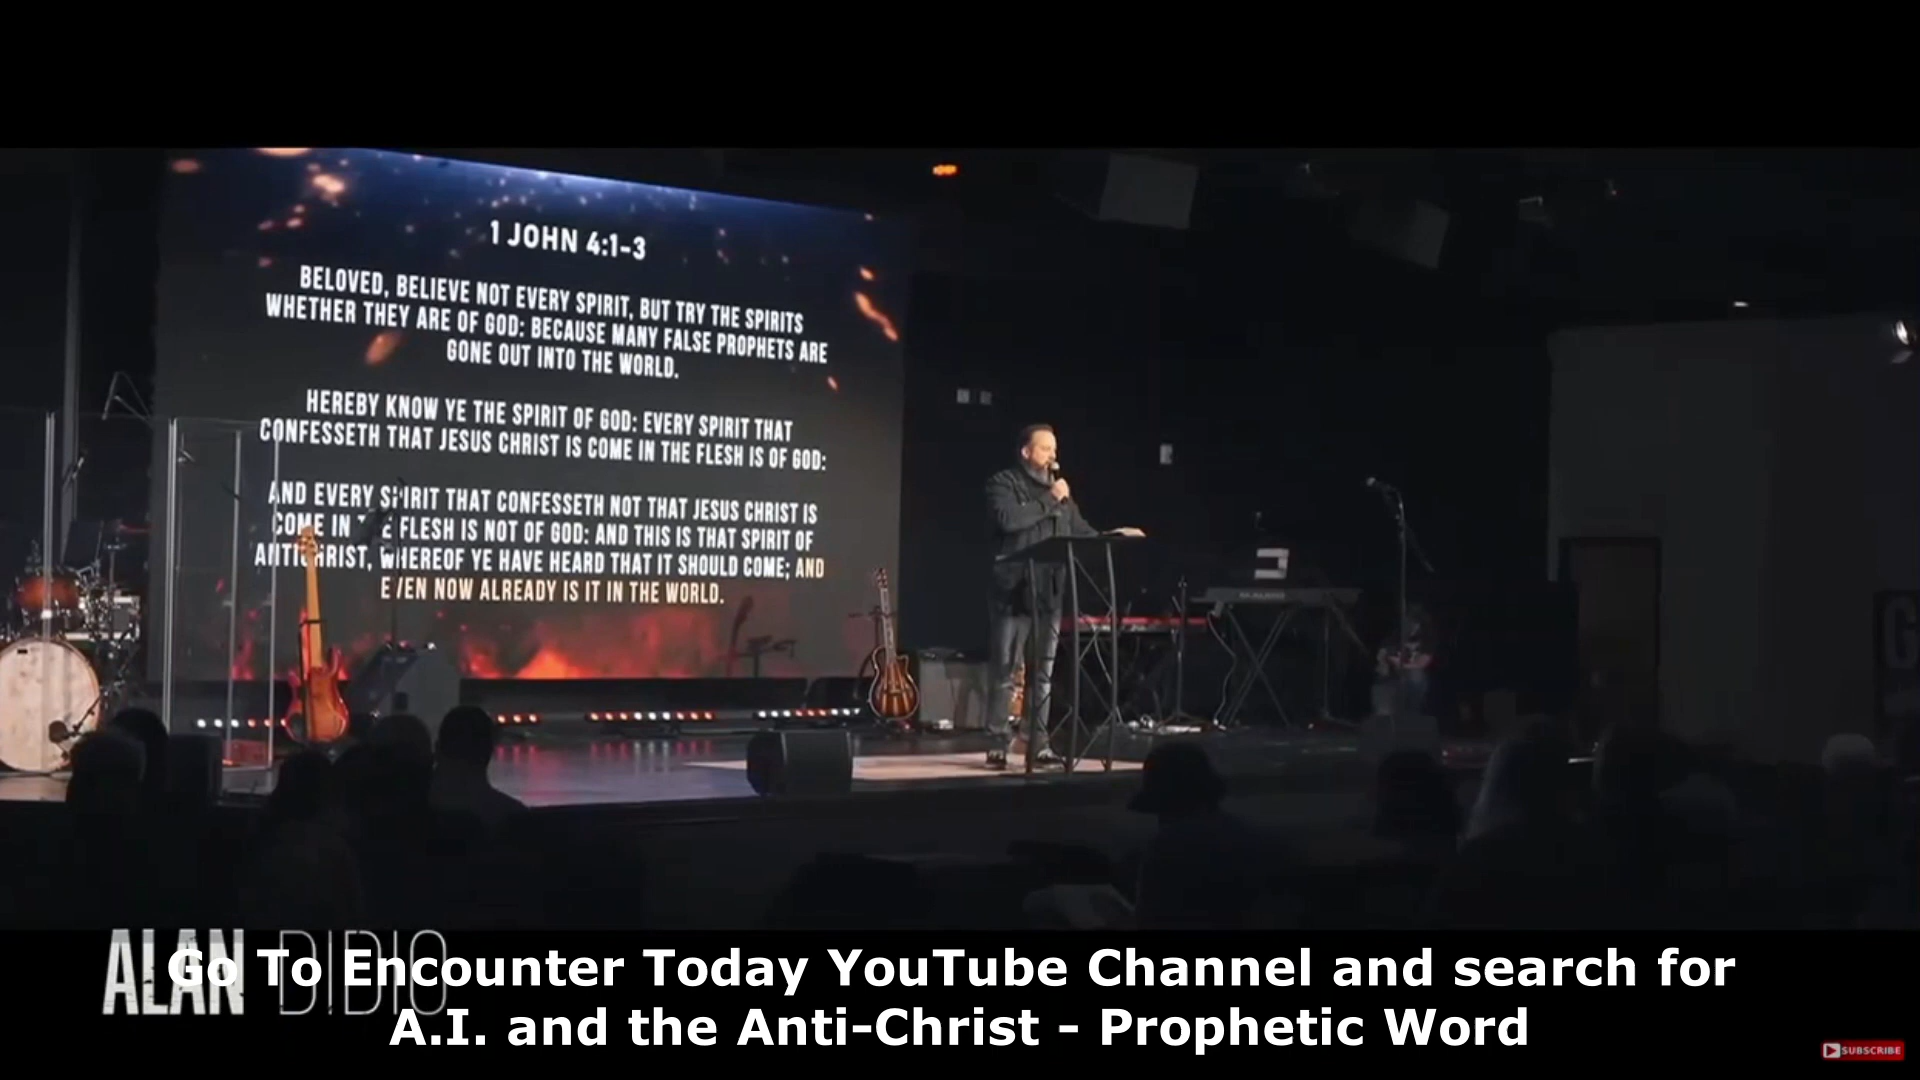 1 JOHN 4:1-3
BELOVED, BELIEVE NOT EVERY SPIRIT, BUT TRY THE SPIRITS
WHETHER THEY ARE OF GOD: BECAUSE MANY FALSE PROPHETS ARE
GONE OUT INTO THE WORLD.
HEREBY KNOW YE THE SPIRIT OF GOD: EVERY SPIRIT THAT
CONFESSETH THAT JESUS CHRIST IS COME IN THE FLESH IS OF GOD:
AND EVERY SPIRIT THAT CONFESSETH NOT THAT JESUS CHRIST IS
COME IN THE FLESH IS NOT OF GOD: AND THIS IS THAT SPIRIT OF
ANTICHRIST, WHEREOF YE HAVE HEARD THAT IT SHOULD COME; AND
EVEN NOW ALREADY IS IT IN THE WORLD.
ALAN DIDIO
Go To Encounter Today YouTube Channel and search for
A.I. and the Anti-Christ - Prophetic Word
SUBSCRIBE